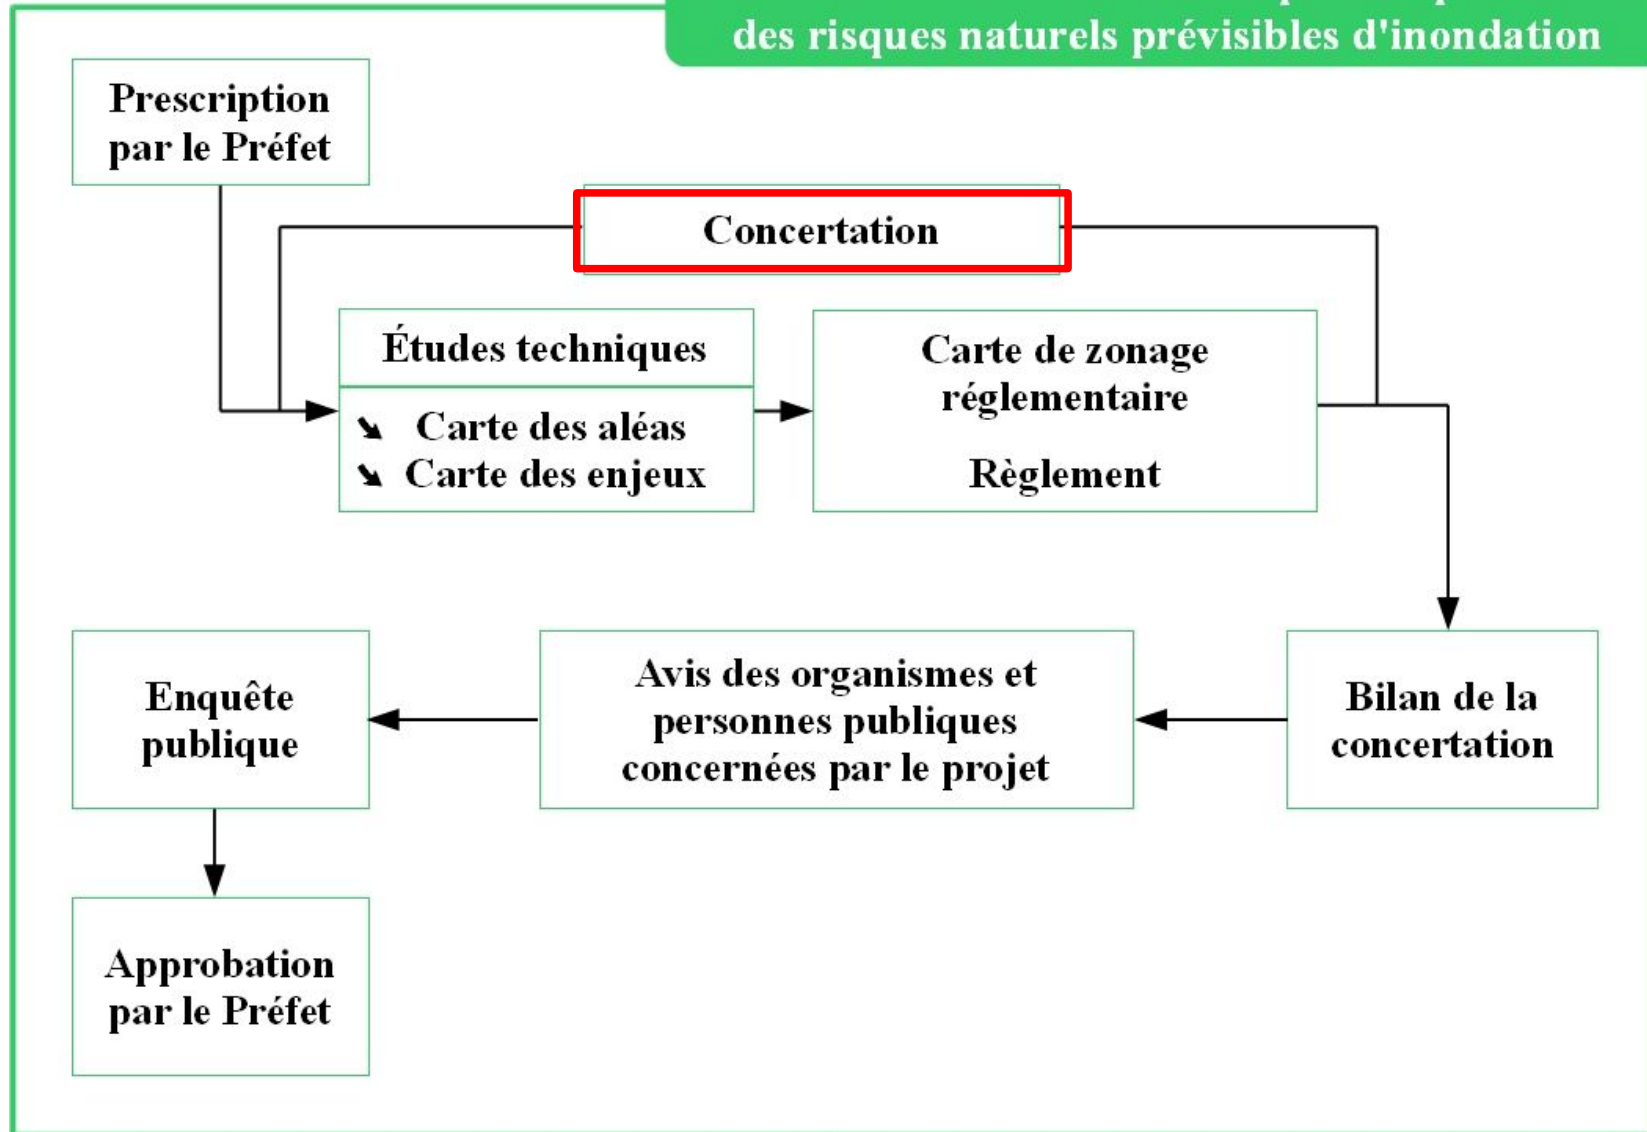 des risques naturels prévisibles d'inondation
Prescription
par le Préfet
Concertation
Études techniques
Carte des aléas
Carte des enjeux
Carte de zonage
réglementaire
Règlement
Enquête
publique
Avis des organismes et
personnes publiques
concernées par le projet
Bilan de la
concertation
Approbation
par le Préfet